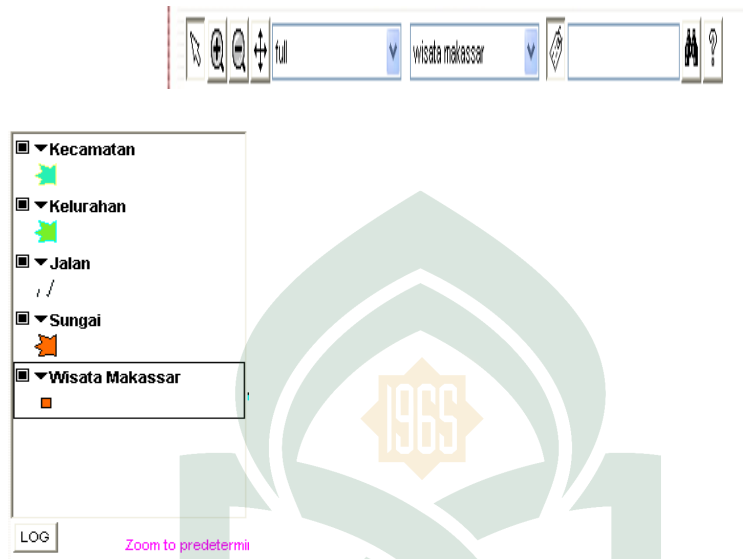 full wisata makassar
Kecamatan
Kelurahan
Jalan
Sungai
Wisata Makassar
1965
LOG
Zoom to predetermi